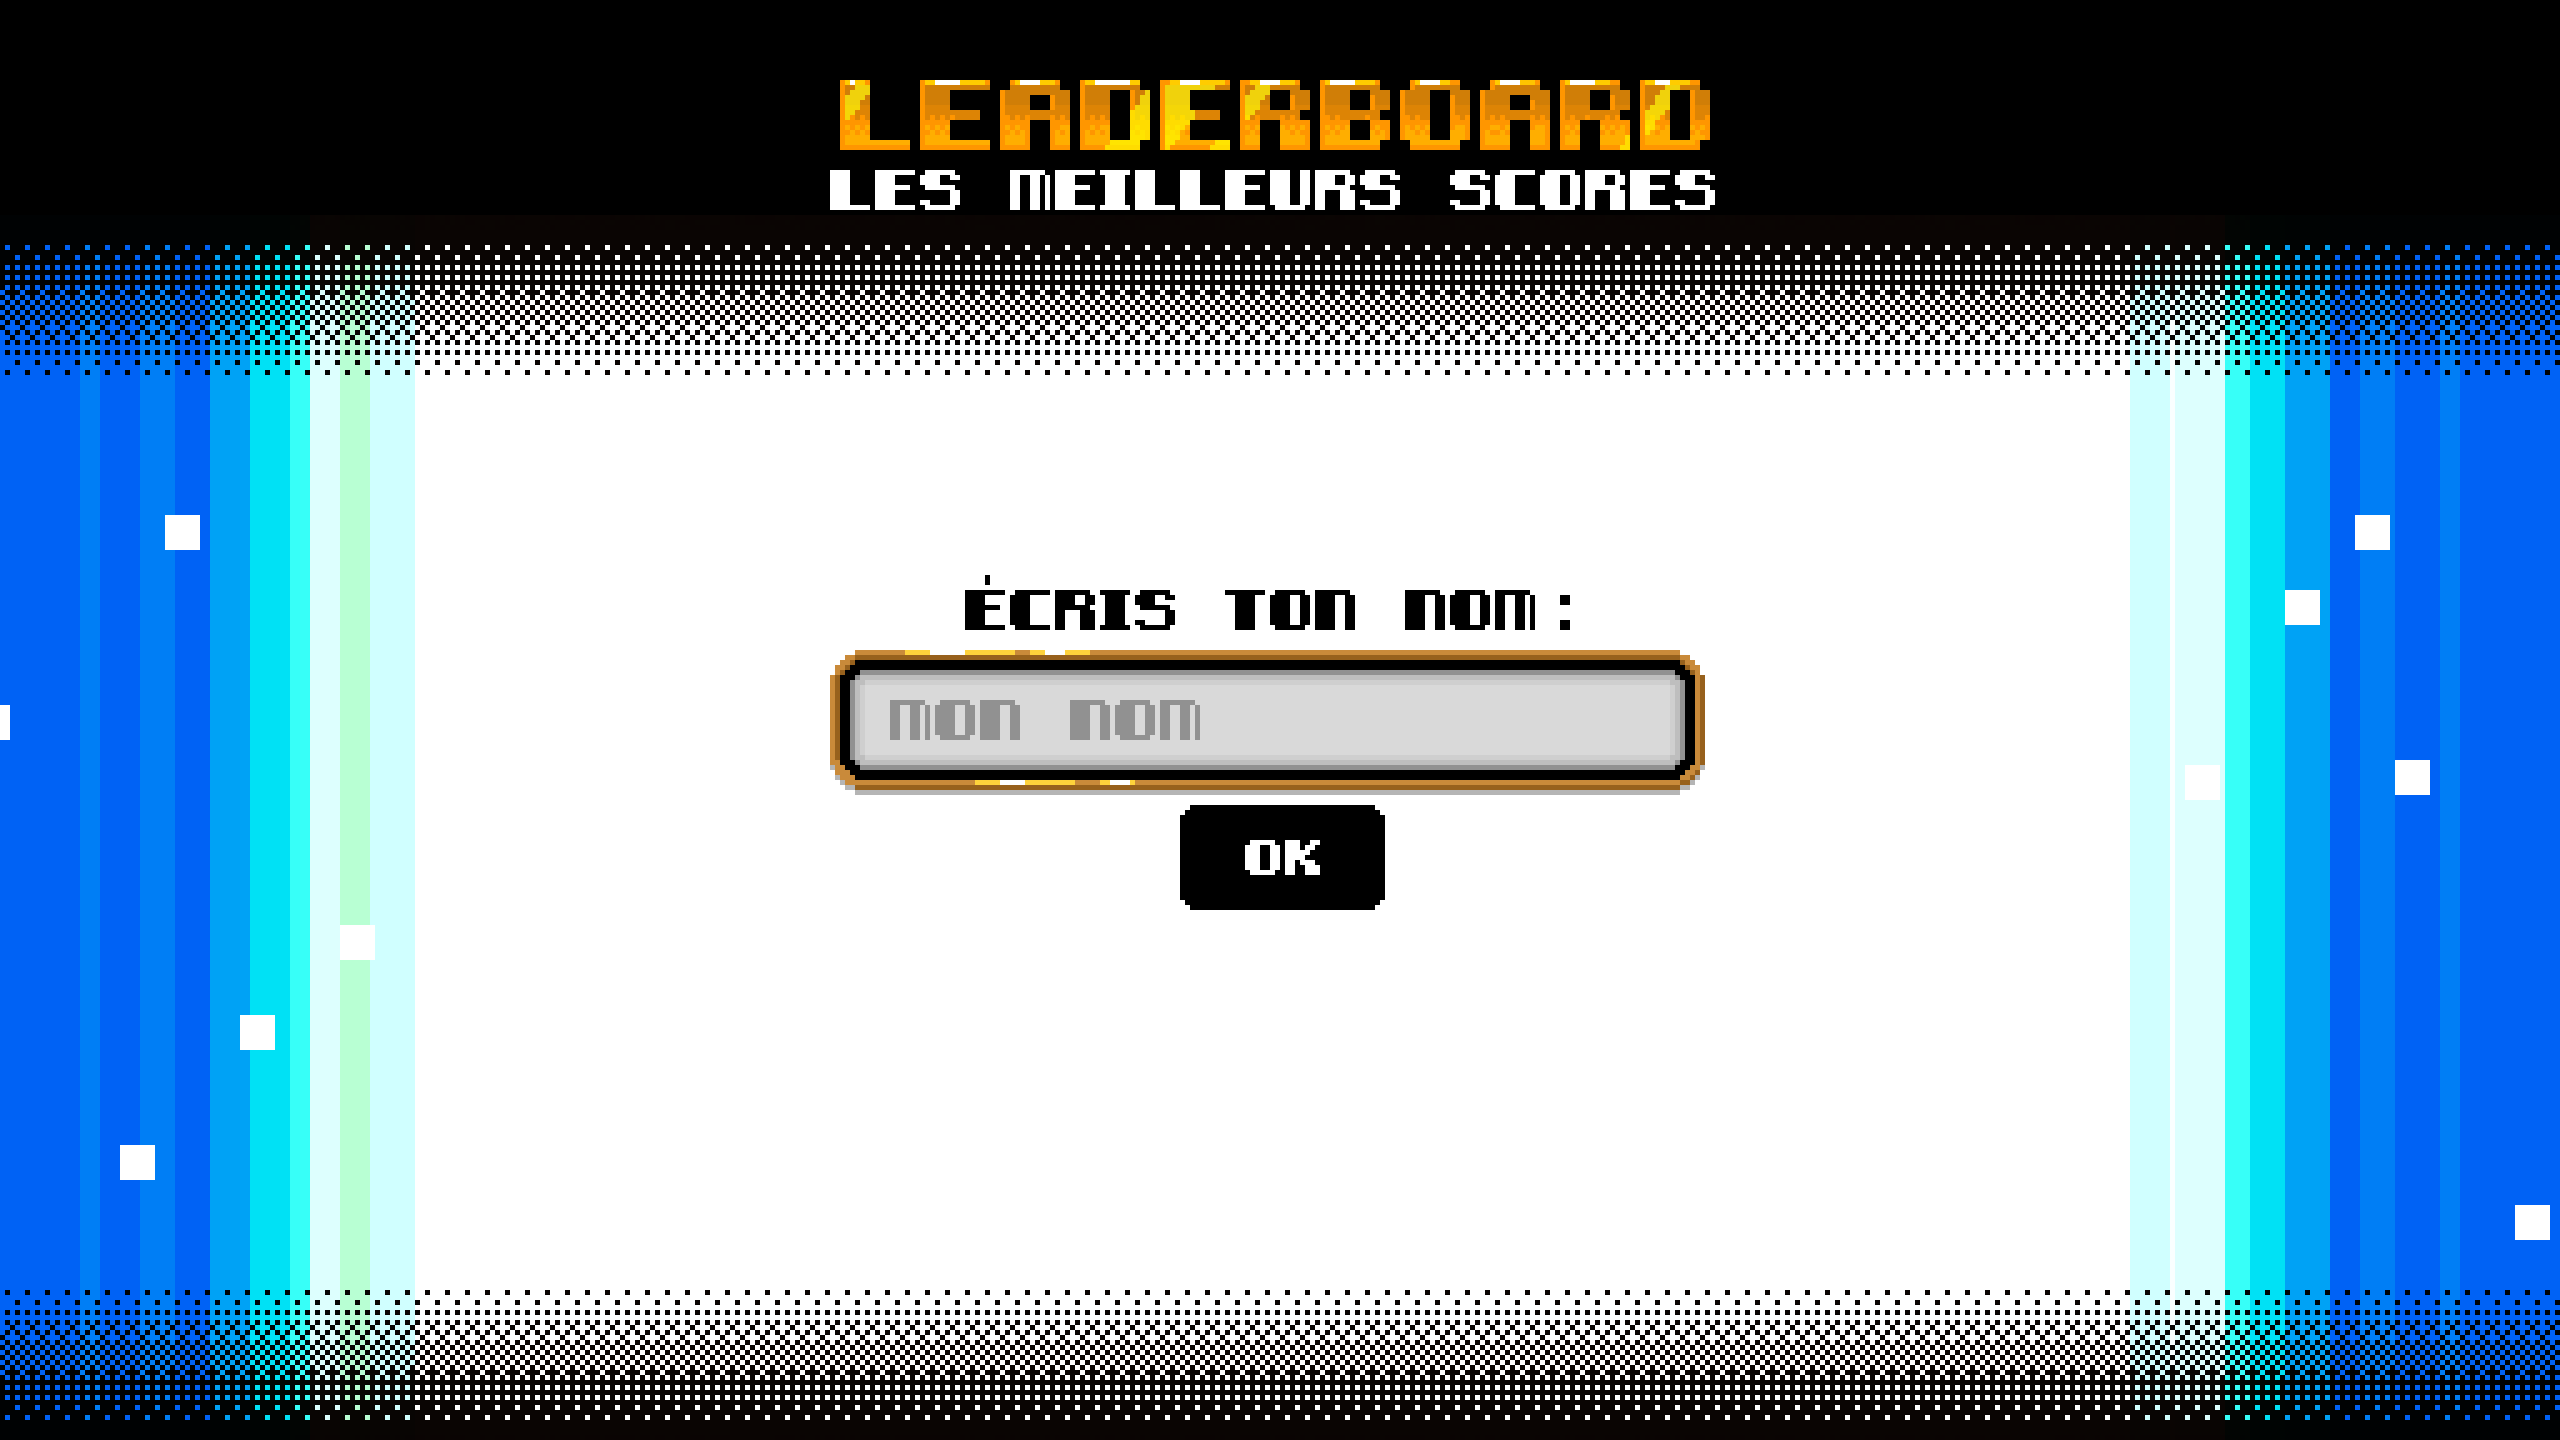 LEADERBOARD
LES MEILLEURS SCORES
ÉCRIS TON NOM :
MON NOM
OK